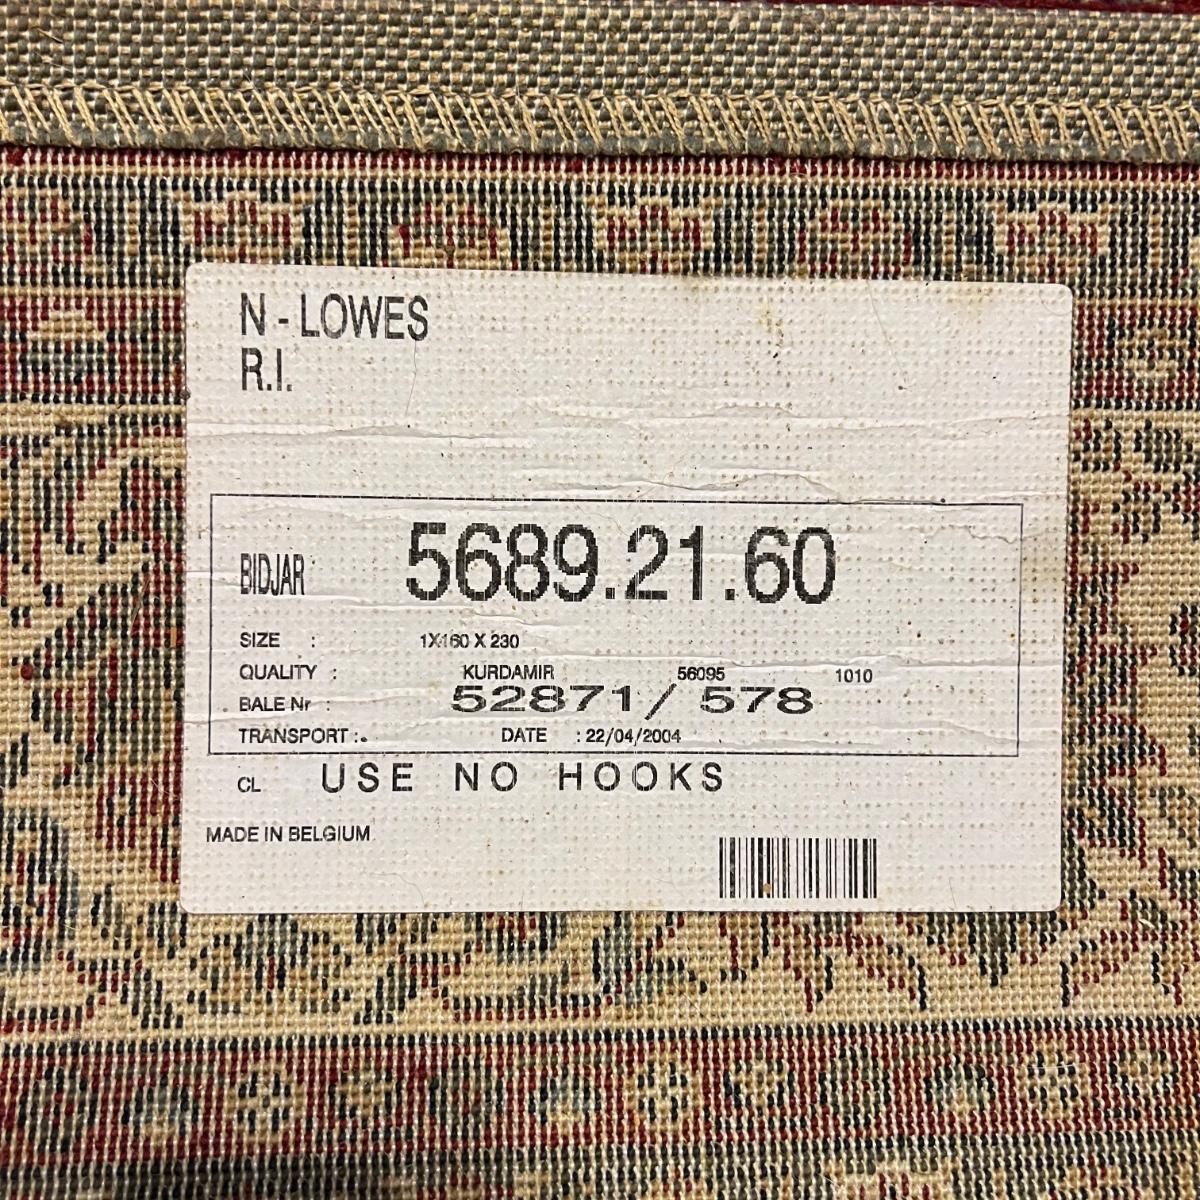 N - LOWES
R.I.
BIDJAR 5689.21.60
SIZE : 1X160 X 230
QUALITY : KURDAMIR 56095 1010
BALE Nr : 52871 / 578
TRANSPORT : . DATE : 22/04/2004
CL USE NO HOOKS
MADE IN BELGIUM